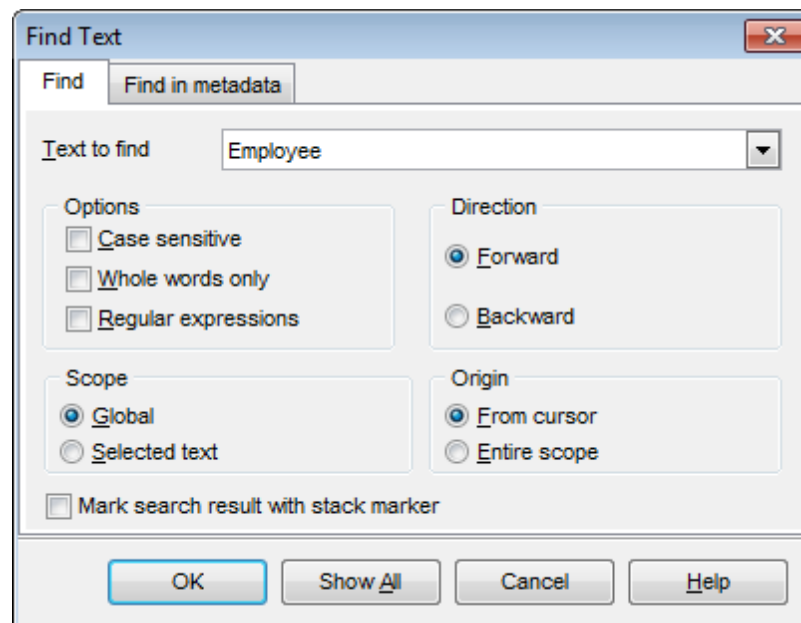 Find Text
Find Find in metadata
Text to find Employee
Options Direction
Case sensitive
Forward
Whole words only
Regular expressions
Backward
Scope Origin
Global From cursor
Selected text Entire scope
Mark search result with stack marker
OK Show All Cancel Help